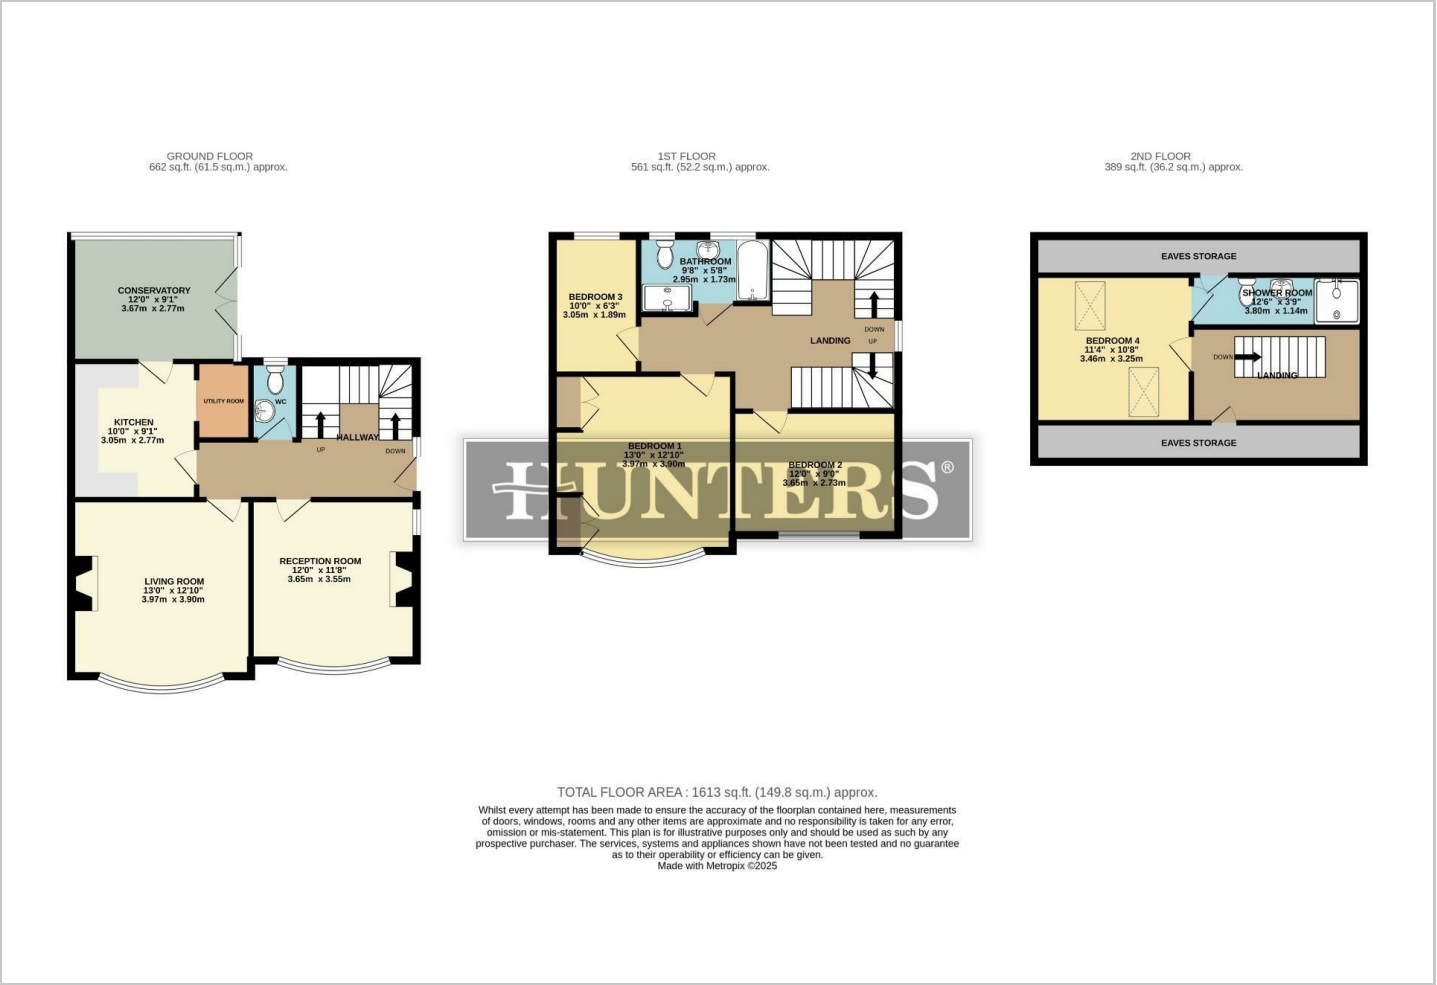 GROUND FLOOR
662 sq.ft. (61.5 sq.m.) approx.
1ST FLOOR
561 sq.ft. (52.2 sq.m.) approx.
2ND FLOOR
389 sq.ft. (36.2 sq.m.) approx.
CONSERVATORY
12'0" x 9'1"
3.67m x 2.77m
KITCHEN
10'0" x 9'1"
3.05m x 2.77m
UTILITY ROOM
WC
HALLWAY
UP
DOWN
LIVING ROOM
13'0" x 12'10"
3.97m x 3.90m
RECEPTION ROOM
12'0" x 11'8"
3.65m x 3.55m
BEDROOM 3
10'0" x 6'3"
3.05m x 1.89m
BATHROOM
9'8" x 5'8"
2.95m x 1.73m
LANDING
DOWN
UP
BEDROOM 1
13'0" x 12'10"
3.97m x 3.90m
BEDROOM 2
12'0" x 9'0"
3.65m x 2.73m
HUNTERS®
EAVES STORAGE
SHOWER ROOM
12'6" x 3'9"
3.80m x 1.14m
BEDROOM 4
11'4" x 10'8"
3.46m x 3.25m
DOWN
LANDING
EAVES STORAGE
TOTAL FLOOR AREA : 1613 sq.ft. (149.8 sq.m.) approx.
Whilst every attempt has been made to ensure the accuracy of the floorplan contained here, measurements
of doors, windows, rooms and any other items are approximate and no responsibility is taken for any error,
omission or mis-statement. This plan is for illustrative purposes only and should be used as such by any
prospective purchaser. The services, systems and appliances shown have not been tested and no guarantee
as to their operability or efficiency can be given.
Made with Metropix ©2025